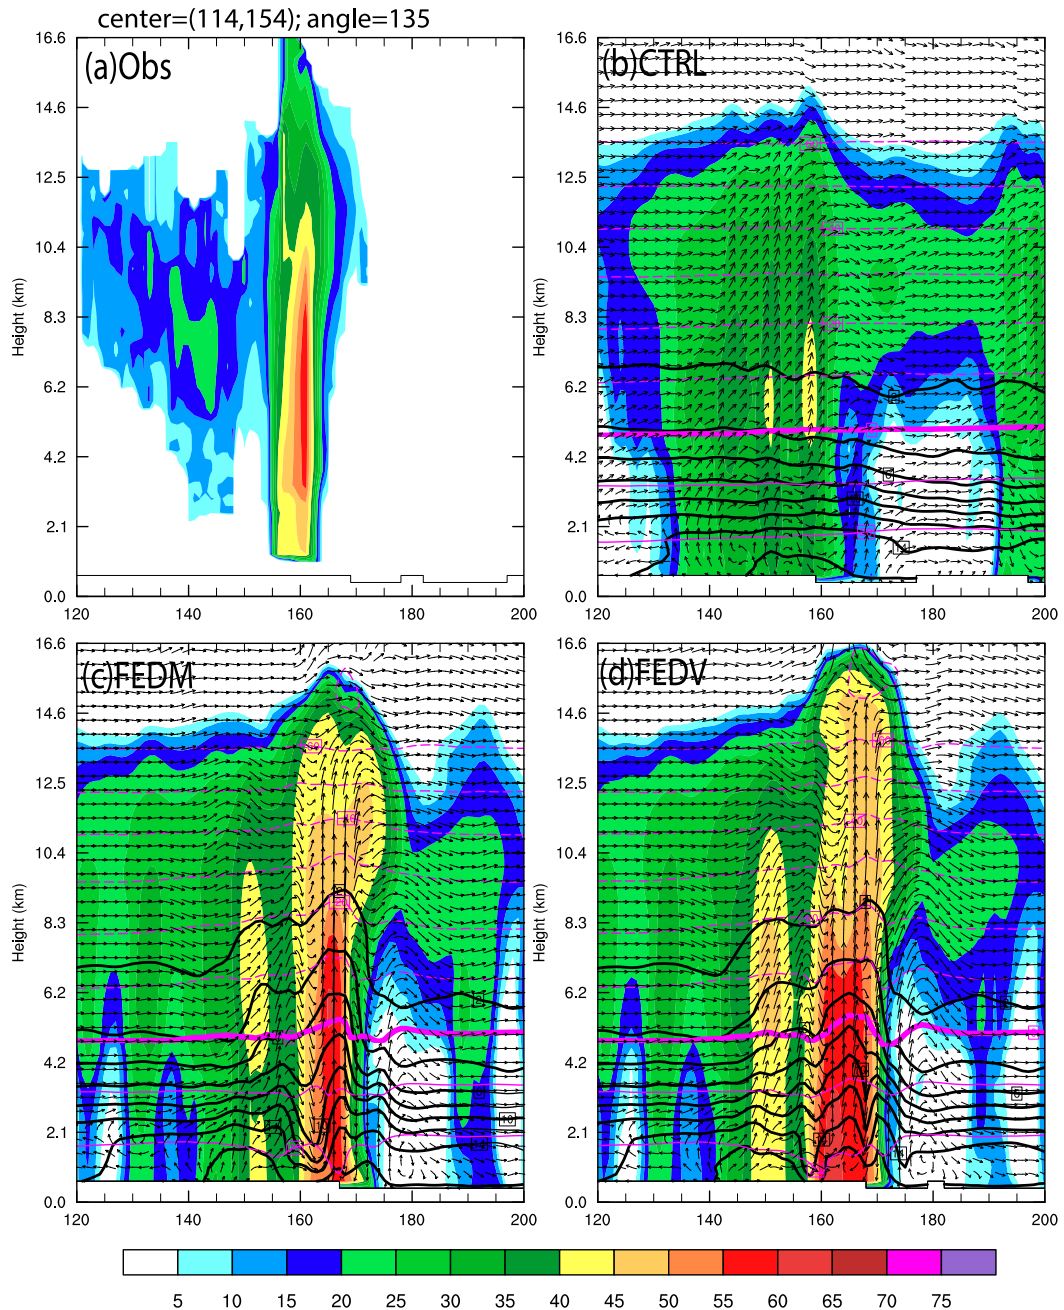 center=(114,154); angle=135
(a)Obs
(b)CTRL
16.6 14.6 12.5 10.4 8.3 6.2 4.2 2.1 0.0
Height (km)
120 140 160 180 200
16.6 14.6 12.5 10.4 8.3 6.2 4.2 2.1 0.0
Height (km)
120 140 160 180 200
(c)FEDM
(d)FEDV
16.6 14.6 12.5 10.4 8.3 6.2 4.2 2.1 0.0
Height (km)
120 140 160 180 200
16.6 14.6 12.5 10.4 8.3 6.2 4.2 2.1 0.0
Height (km)
120 140 160 180 200
5 10 15 20 25 30 35 40 45 50 55 60 65 70 75